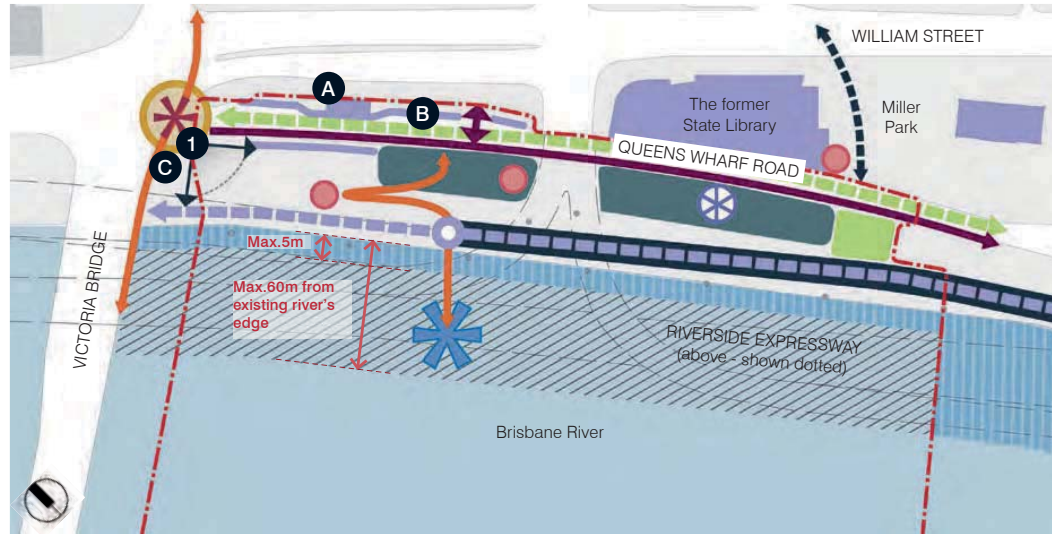 WILLIAM STREET
A
B
The former
State Library
Miller
Park
C
1
QUEENS WHARF ROAD
VICTORIA BRIDGE
Max.5m
Max.60m from
existing river's
edge
RIVERSIDE EXPRESSWAY
(above - shown dotted)
Brisbane River